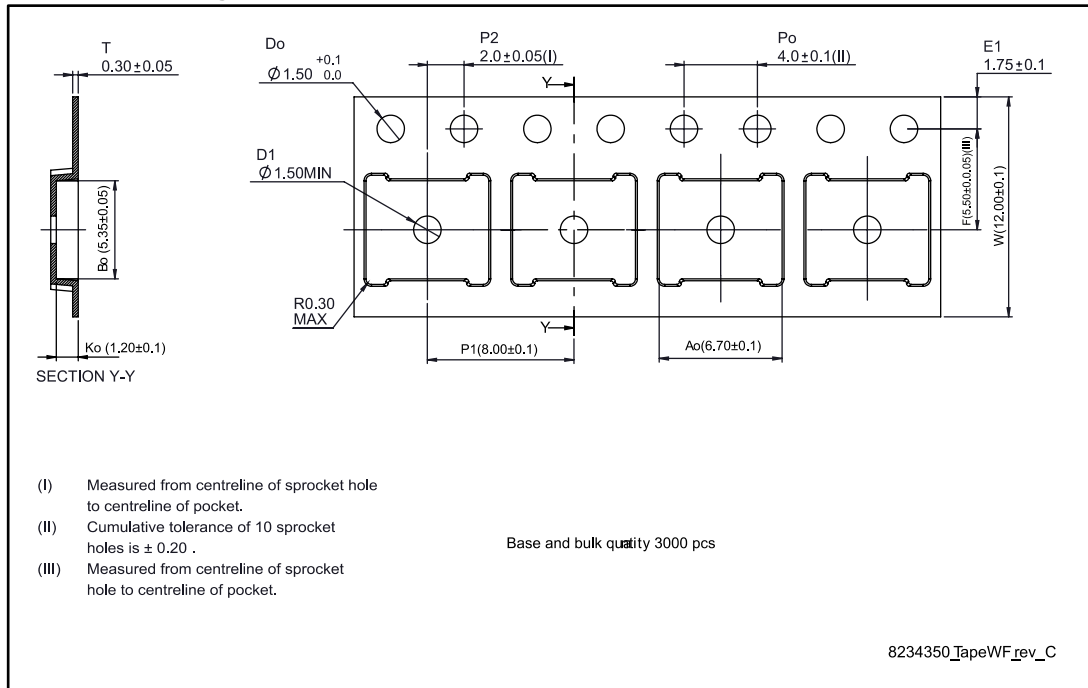 T
0.30±0.05
Do
Ø1.50 +0.1 0.0
P2
2.0±0.05(I)
Po
4.0±0.1(II)
E1
1.75±0.1
Y
D1
Ø1.50MIN
Bo (5.35±0.05)
F(5.50±0.0.05)(III)
W(12.00±0.1)
R0.30
MAX
Y
Ko (1.20±0.1)
P1(8.00±0.1)
Ao(6.70±0.1)
SECTION Y-Y
(I) Measured from centreline of sprocket hole
to centreline of pocket.
(II) Cumulative tolerance of 10 sprocket
holes is ± 0.20 .
(III) Measured from centreline of sprocket
hole to centreline of pocket.
Base and bulk quatity 3000 pcs
8234350_TapeWF_rev_C